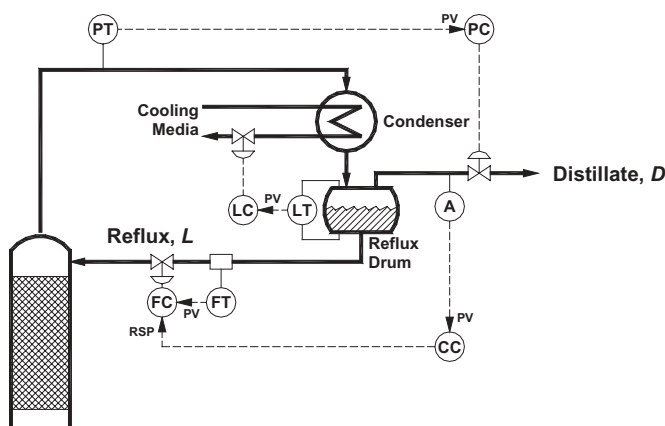 PT
PV
PC
Cooling
Media
Condenser
Distillate, D
LC
PV
LT
A
Reflux, L
Reflux
Drum
FC
PV
FT
PV
RSP
CC